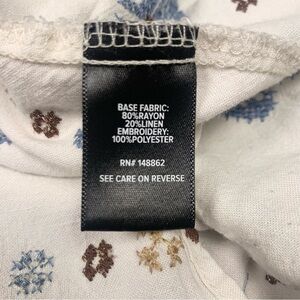 BASE FABRIC:
80%RAYON
20%LINEN
EMBROIDERY:
100%POLYESTER
RN# 148862
SEE CARE ON REVERSE